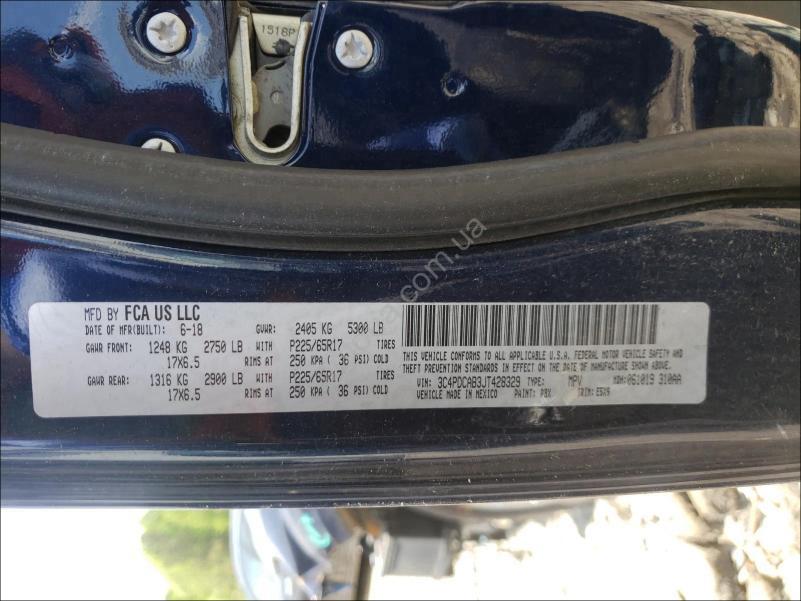 1516P
MFD BY FCA US LLC
DATE OF MFR(BUILT): 6-18 GVWR: 2405 KG 5300 LB
GAWR FRONT: 1248 KG 2750 LB WITH P225/65R17 TIRES
17X6.5 RIMS AT 250 KPA ( 36 PSI) COLD
GAWR REAR: 1316 KG 2900 LB WITH P225/65R17 TIRES
17X6.5 RIMS AT 250 KPA ( 36 PSI) COLD
THIS VEHICLE CONFORMS TO ALL APPLICABLE U.S.A. FEDERAL MOTOR VEHICLE SAFETY AND
THEFT PREVENTION STANDARDS IN EFFECT ON THE DATE OF MANUFACTURE SHOWN ABOVE.
VIN: 3C4PDCAB3JT428329 TYPE: MPV MDH: 061019 310AA
VEHICLE MADE IN MEXICO PAINT: PBX TRIM: E5X9
.com.ua